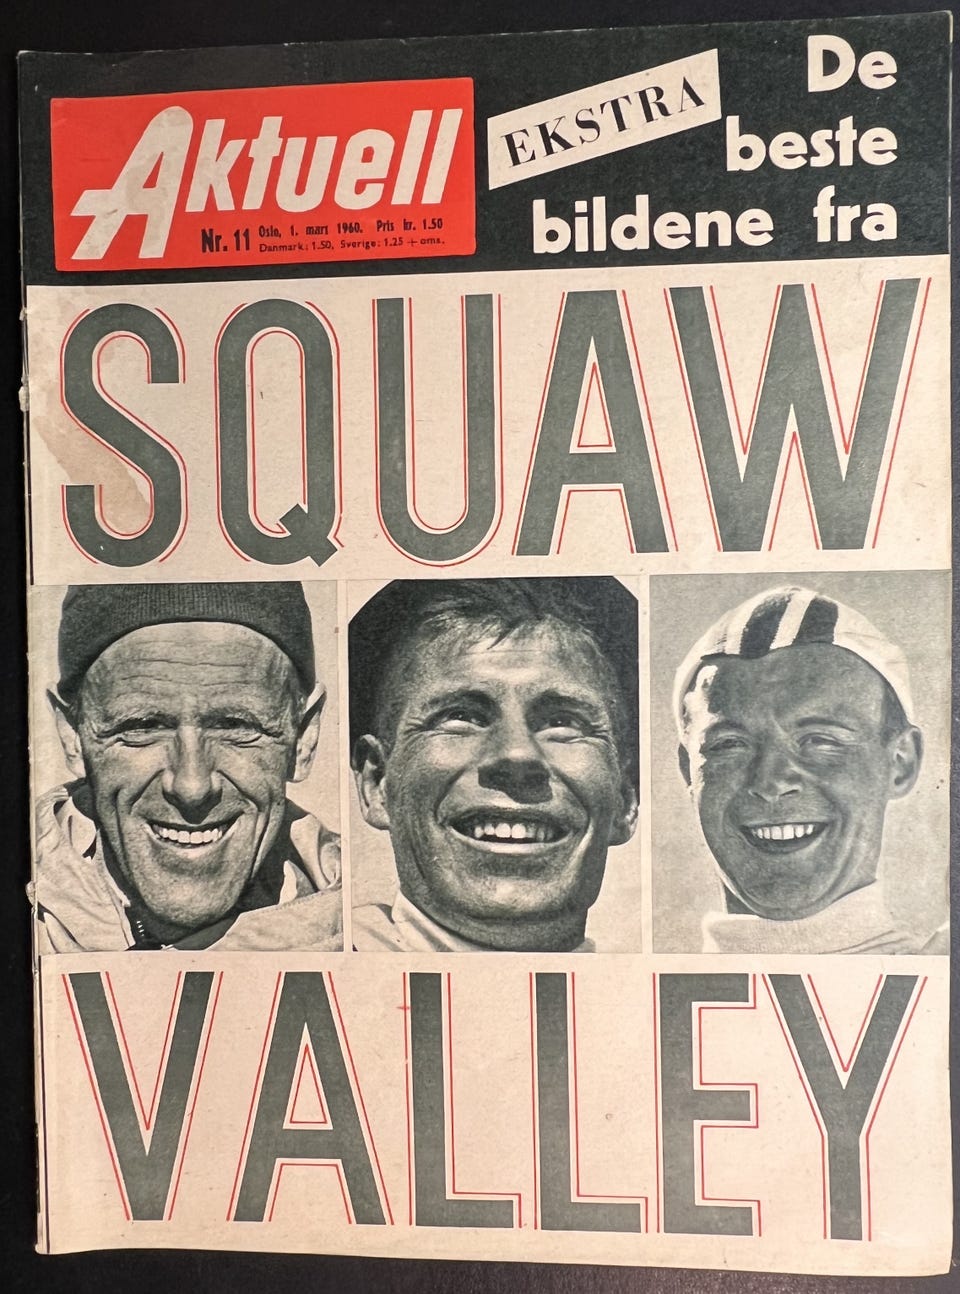 Aktuell
Nr. 11 Oslo, 1. mars 1960. Pris kr. 1.50
Danmark: 1.50, Sverige: 1.25 + oms.
EKSTRA
De
beste
bildene fra
SQUAW
VALLEY